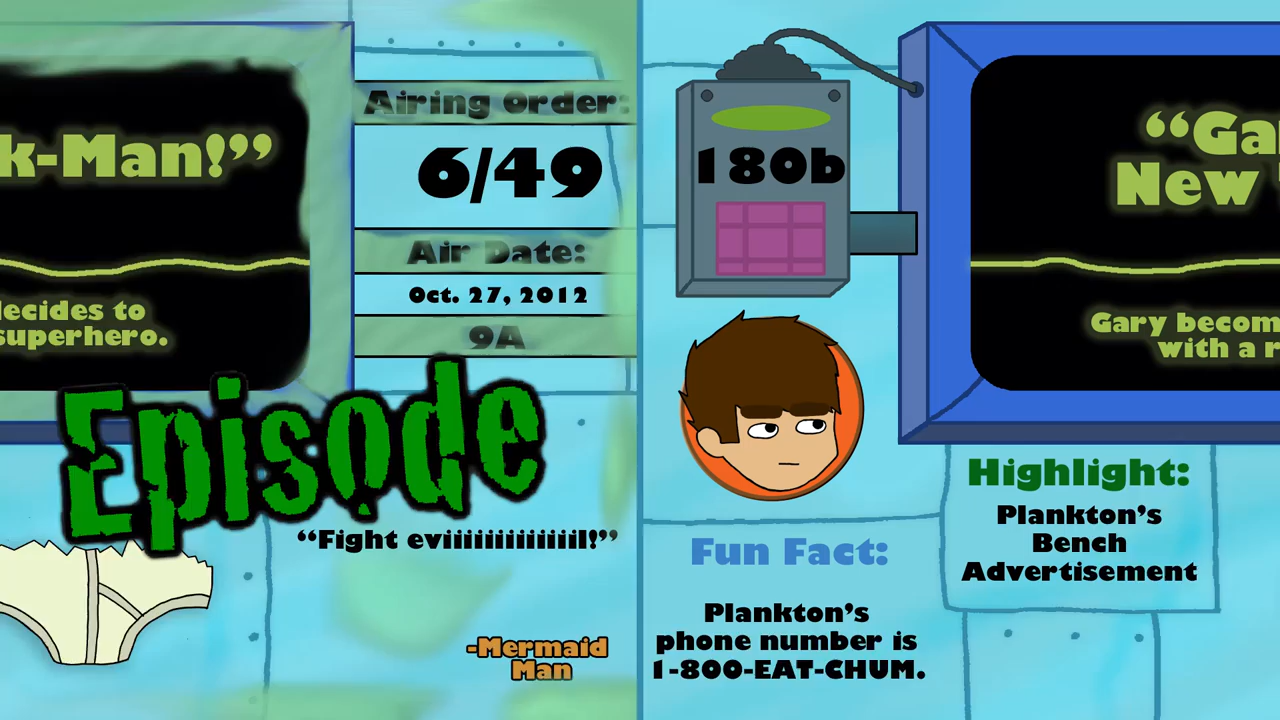 k-Man!”
decides to
superhero.
Airing Order:
6/49
Air Date:
Oct. 27, 2012
9A
Episode
“Fight eviiiiiiiiiiiiil!”
-Mermaid
Man
180b
“Ga
New
Gary becom
with a r
Highlight:
Plankton’s
Bench
Advertisement
Fun Fact:
Plankton’s
phone number is
1-800-EAT-CHUM.